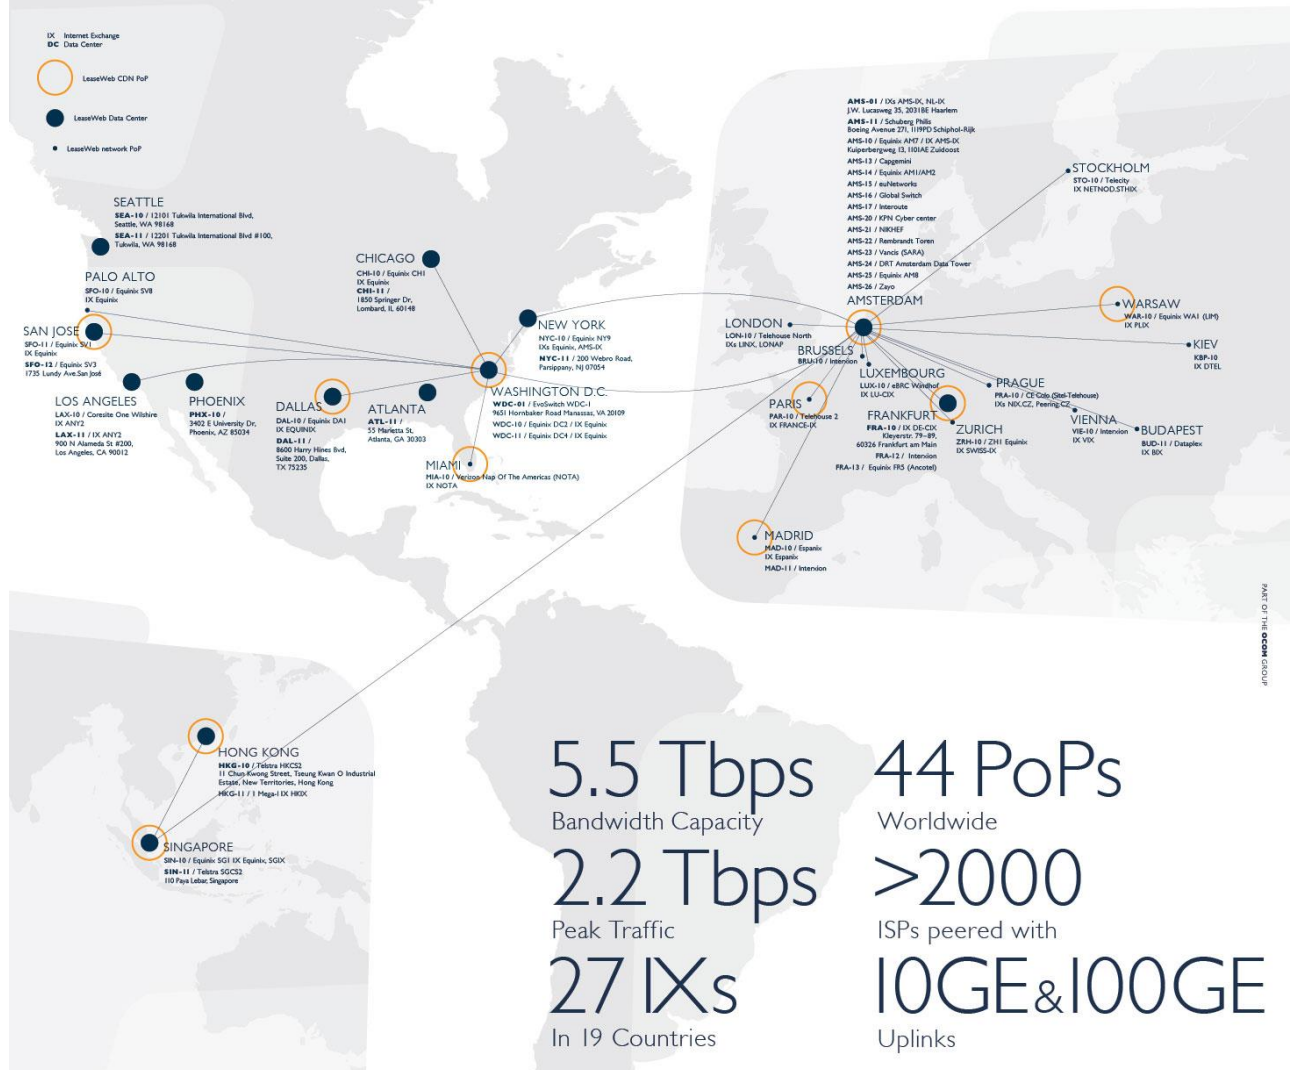 IX Internet Exchange
DC Data Center
LeaseWeb CDN PoP
LeaseWeb Data Center
LeaseWeb network PoP
SEATTLE
SEA-10 / 12101 Tukwila International Blvd,
Seattle, WA 98168
SEA-11 / 12201 Tukwila International Blvd #100,
Tukwila, WA 98168
PALO ALTO
SFO-10 / Equinix SV8
IX Equinix
SAN JOSE
SFO-11 / Equinix SV1
IX Equinix
SFO-12 / Equinix SV3
1735 Lundy Ave.San José
LOS ANGELES
LAX-10 / Coresite One Wilshire
IX ANY2
LAX-11 / IX ANY2
900 N Alameda St #200,
Los Angeles, CA 90012
PHOENIX
PHX-10 /
3402 E University Dr,
Phoenix, AZ 85034
CHICAGO
CHI-10 / Equinix CH1
IX Equinix
CHI-11 /
1850 Springer Dr,
Lombard, IL 60148
NEW YORK
NYC-10 / Equinix NY9
IXs Equinix, AMS-IX
NYC-11 / 200 Webro Road,
Parsippany, NJ 07054
WASHINGTON D.C.
WDC-01 / EvoSwitch WDC-1
9651 Hornbaker Road Manassas, VA 20109
WDC-10 / Equinix DC2 / IX Equinix
WDC-11 / Equinix DC4 / IX Equinix
DALLAS
DAL-10 / Equinix DA1
IX EQUINIX
DAL-11 /
8600 Harry Hines Bvd,
Suite 200, Dallas,
TX 75235
ATLANTA
ATL-11 /
55 Marietta St,
Atlanta, GA 30303
MIAMI
MIA-10 / Verizon Nap Of The Americas (NOTA)
IX NOTA
AMS-01 / IXs AMS-IX, NL-IX
J.W. Lucasweg 35, 2031BE Haarlem
AMS-11 / Schuberg Philis
Boeing Avenue 271, 1119PD Schiphol-Rijk
AMS-10 / Equinix AM7 / IX AMS-IX
Kuiperbergweg 13, 1101AE Zuidoost
AMS-13 / Capgemini
AMS-14 / Equinix AM1/AM2
AMS-15 / euNetworks
AMS-16 / Global Switch
AMS-17 / Interoute
AMS-20 / KPN Cyber center
AMS-21 / NIKHEF
AMS-22 / Rembrandt Toren
AMS-23 / Vancis (SARA)
AMS-24 / DRT Amsterdam Data Tower
AMS-25 / Equinix AM8
AMS-26 / Zayo
AMSTERDAM
STOCKHOLM
STO-10 / Telecity
IX NETNOD.STHIX
WARSAW
WAR-10 / Equinix WA1 (LIM)
IX PLIX
KIEV
KBP-10
IX DTEL
LONDON
LON-10 / Telehouse North
IXs LINX, LONAP
BRUSSELS
BRU-10 / Interxion
LUXEMBOURG
LUX-10 / eBRC Windhof
IX LU-CIX
PARIS
PAR-10 / Telehouse 2
IX FRANCE-IX
FRANKFURT
FRA-10 / IX DE-CIX
Kleyerstr. 79-89,
60326 Frankfurt am Main
FRA-12 / Interxion
FRA-13 / Equinix FR5 (Ancotel)
PRAGUE
PRA-10 / CE Colo (Sitel-Telehouse)
IXs NIX.CZ, Peering.CZ
ZURICH
ZRH-10 / ZH1 Equinix
IX SWISS-IX
VIENNA
VIE-10 / Interxion
IX VIX
BUDAPEST
BUD-11 / Dataplex
IX BIX
MADRID
MAD-10 / Espanix
IX Espanix
MAD-11 / Interxion
PART OF THE OCOM GROUP
HONG KONG
HKG-10 / Telstra HKCS2
11 Chun Kwong Street, Tseung Kwan O Industrial
Estate, New Territories, Hong Kong
HKG-11 / 1 Mega-I IX HKIX
SINGAPORE
SIN-10 / Equinix SG1 IX Equinix, SGIX
SIN-11 / Telstra SGCS2
110 Paya Lebar, Singapore
5.5 Tbps
Bandwidth Capacity
44 PoPs
Worldwide
2.2 Tbps
Peak Traffic
>2000
ISPs peered with
27 IXs
In 19 Countries
10GE&100GE
Uplinks